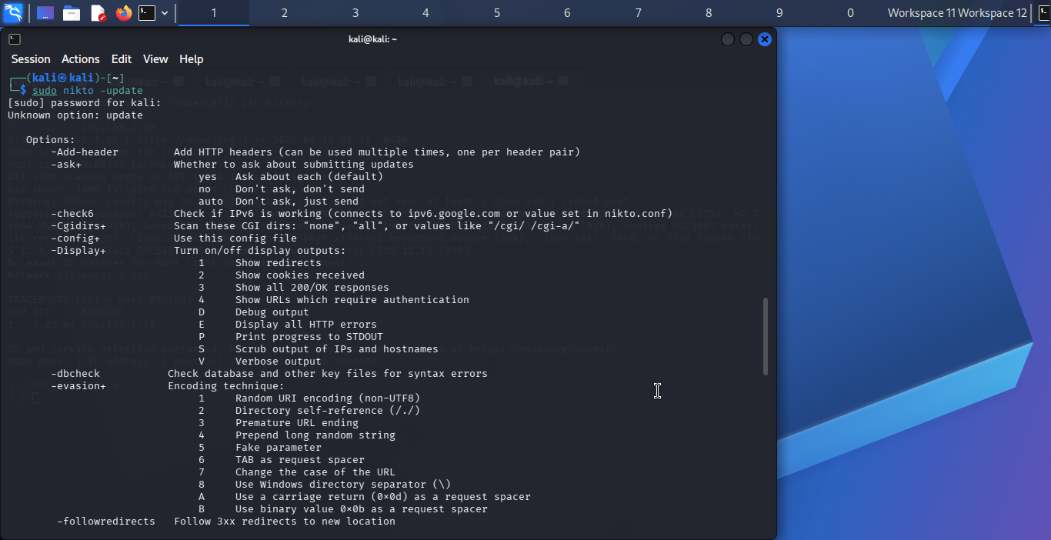 1 2 3 4 5 6 7 8 9 0 Workspace 11 Workspace 12
kali@kali: ~
Session Actions Edit View Help
┌──(kali㉿kali)-[~]
└─$ sudo nikto -update
[sudo] password for kali:
Unknown option: update
Options:
-Add-header Add HTTP headers (can be used multiple times, one per header pair)
-ask+ Whether to ask about submitting updates
yes Ask about each (default)
no Don't ask, don't send
auto Don't ask, just send
-check6 Check if IPv6 is working (connects to ipv6.google.com or value set in nikto.conf)
-Cgidirs+ Scan these CGI dirs: "none", "all", or values like "/cgi/ /cgi-a/"
-config+ Use this config file
-Display+ Turn on/off display outputs:
1 Show redirects
2 Show cookies received
3 Show all 200/OK responses
4 Show URLs which require authentication
D Debug output
E Display all HTTP errors
P Print progress to STDOUT
S Scrub output of IPs and hostnames
V Verbose output
-dbcheck Check database and other key files for syntax errors
-evasion+ Encoding technique:
1 Random URI encoding (non-UTF8)
2 Directory self-reference (/./)
3 Premature URL ending
4 Prepend long random string
5 Fake parameter
6 TAB as request spacer
7 Change the case of the URL
8 Use Windows directory separator (\)
A Use a carriage return (0×0d) as a request spacer
B Use binary value 0×0b as a request spacer
-followredirects Follow 3xx redirects to new location